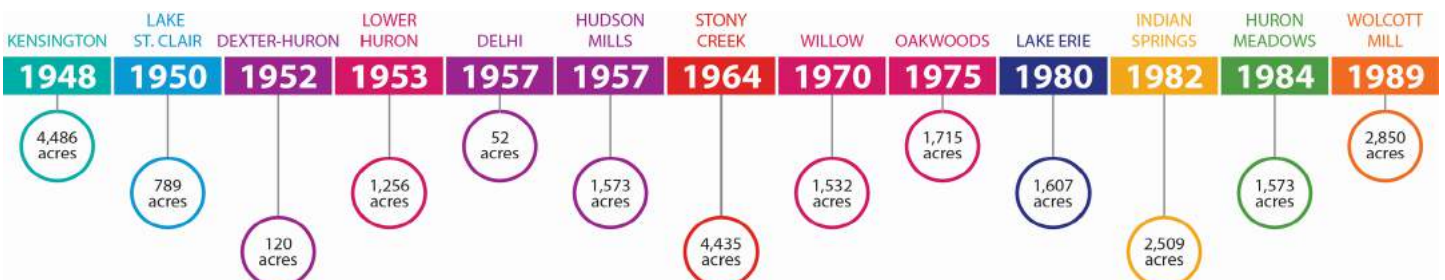 KENSINGTON
1948
4,486
acres
LAKE
ST. CLAIR
1950
789
acres
DEXTER-HURON
1952
120
acres
LOWER
HURON
1953
1,256
acres
DELHI
1957
52
acres
HUDSON
MILLS
1957
1,573
acres
STONY
CREEK
1964
4,435
acres
WILLOW
1970
1,532
acres
OAKWOODS
1975
1,715
acres
LAKE ERIE
1980
1,607
acres
INDIAN
SPRINGS
1982
2,509
acres
HURON
MEADOWS
1984
1,573
acres
WOLCOTT
MILL
1989
2,850
acres